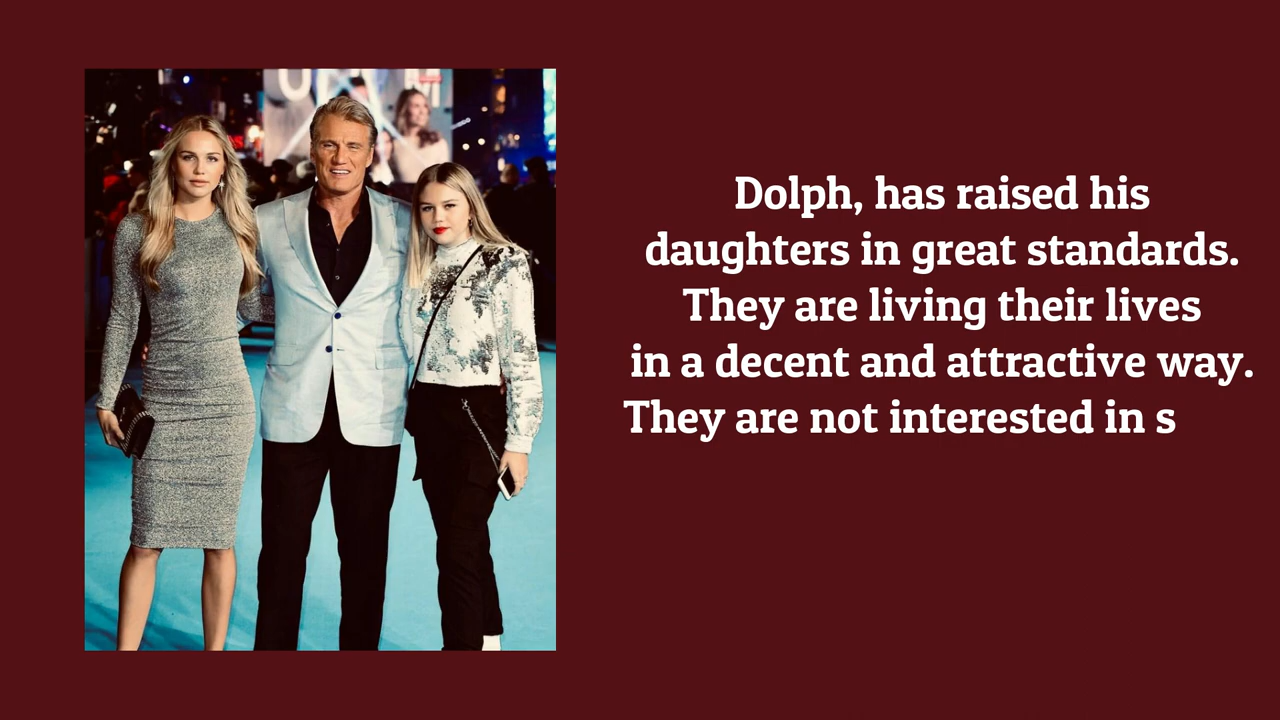 Dolph, has raised his
daughters in great standards.
They are living their lives
in a decent and attractive way.
They are not interested in s